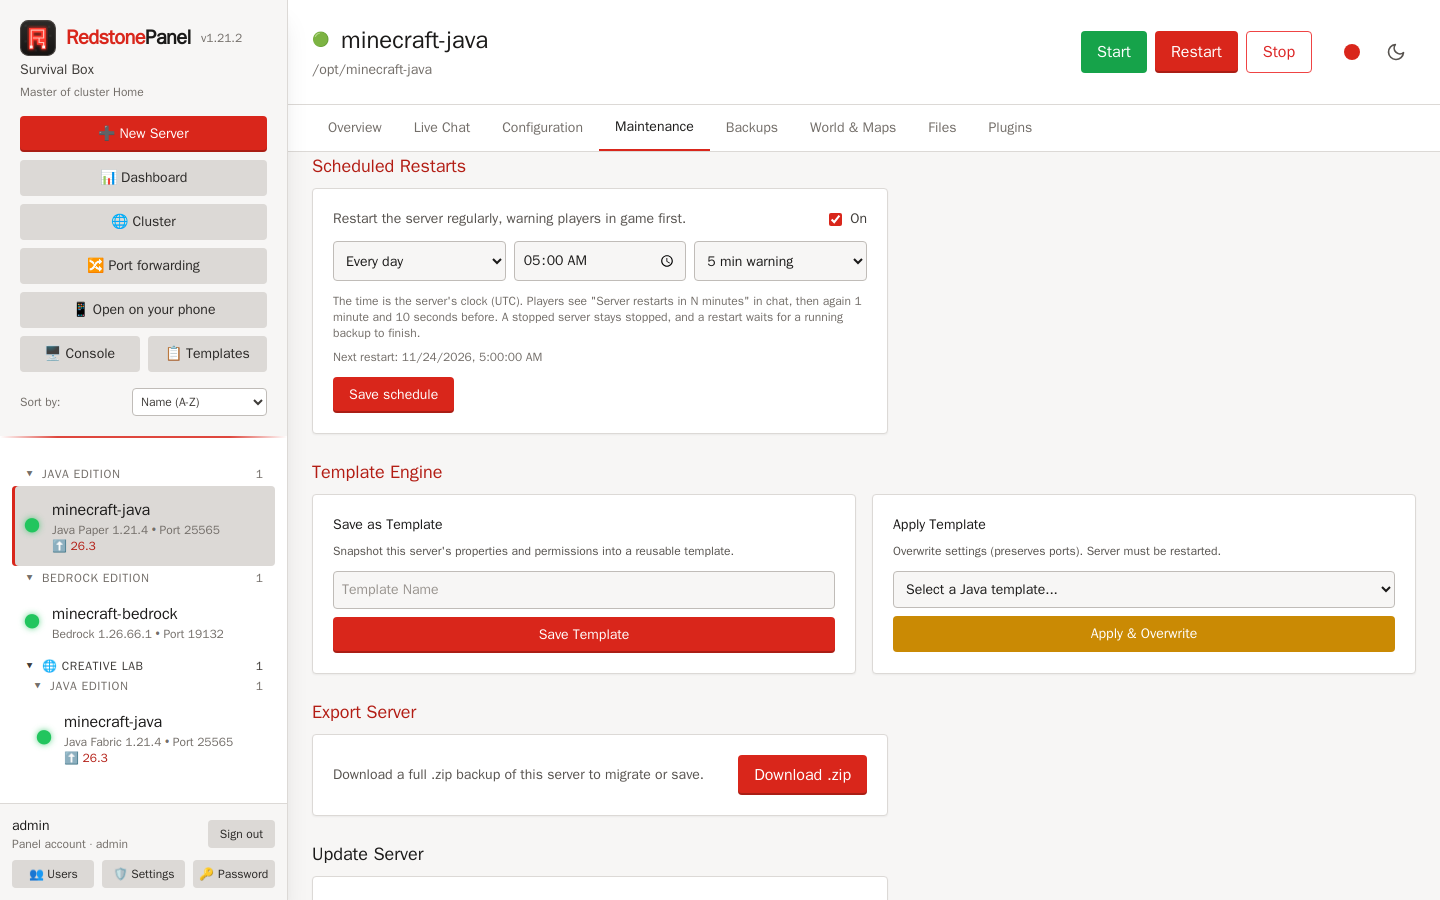 RedstonePanel v1.21.2
Survival Box
Master of cluster Home
➕ New Server
📊 Dashboard
🌐 Cluster
🔀 Port forwarding
📱 Open on your phone
🖥️ Console
📋 Templates
Sort by:
Name (A-Z)
▼ JAVA EDITION 1
minecraft-java
Java Paper 1.21.4 • Port 25565
⬆️ 26.3
▼ BEDROCK EDITION 1
minecraft-bedrock
Bedrock 1.26.66.1 • Port 19132
▼ 🌐 CREATIVE LAB 1
▼ JAVA EDITION 1
minecraft-java
Java Fabric 1.21.4 • Port 25565
⬆️ 26.3
admin
Panel account · admin
Sign out
👥 Users
🛡️ Settings
🔑 Password
minecraft-java
/opt/minecraft-java
Start
Restart
Stop
Overview
Live Chat
Configuration
Maintenance
Backups
World & Maps
Files
Plugins
Scheduled Restarts
Restart the server regularly, warning players in game first.
On
Every day
05:00 AM
5 min warning
The time is the server's clock (UTC). Players see "Server restarts in N minutes" in chat, then again 1
minute and 10 seconds before. A stopped server stays stopped, and a restart waits for a running
backup to finish.
Next restart: 11/24/2026, 5:00:00 AM
Save schedule
Template Engine
Save as Template
Snapshot this server's properties and permissions into a reusable template.
Template Name
Save Template
Apply Template
Overwrite settings (preserves ports). Server must be restarted.
Select a Java template...
Apply & Overwrite
Export Server
Download a full .zip backup of this server to migrate or save.
Download .zip
Update Server